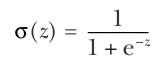 σ(z) = 1 / (1 + e^{-z})